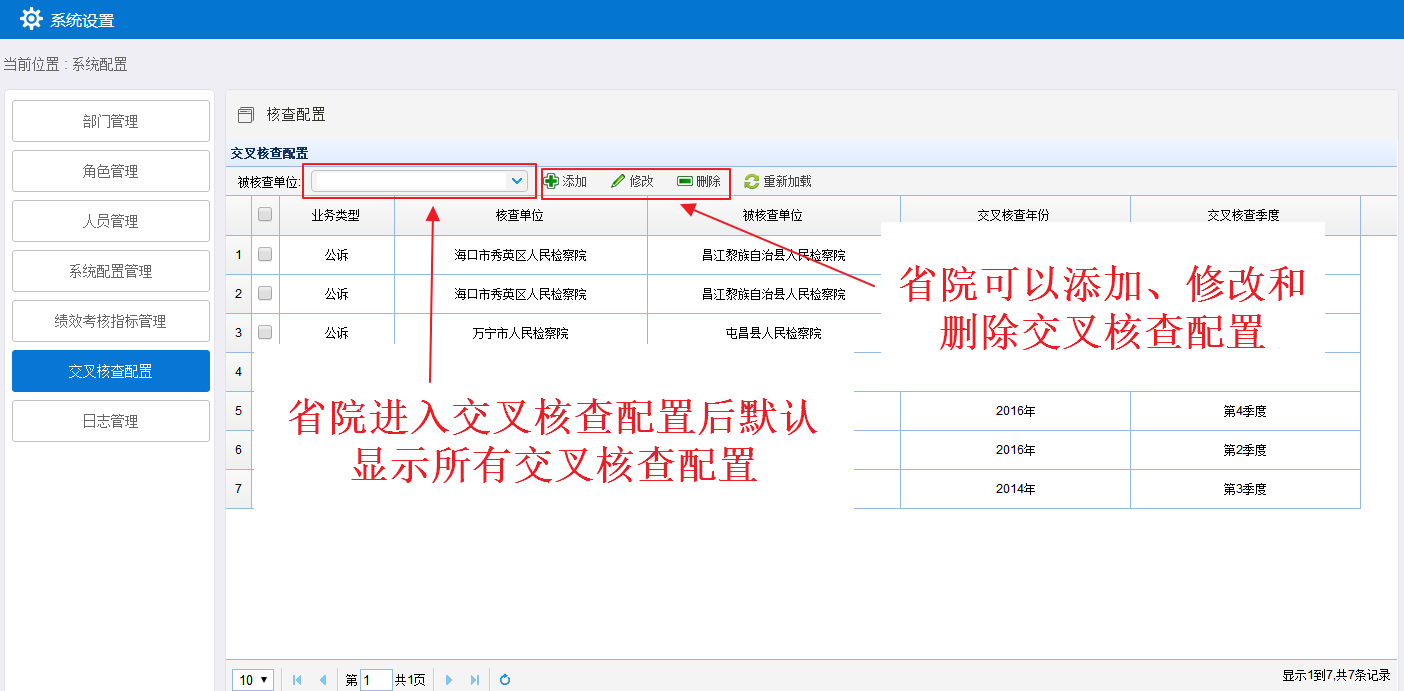 系统设置
当前位置 : 系统配置
部门管理
角色管理
人员管理
系统配置管理
绩效考核指标管理
交叉核查配置
日志管理
核查配置
交叉核查配置
被核查单位: 添加 修改 删除 重新加载
业务类型 核查单位 被核查单位 交叉核查年份 交叉核查季度
1 公诉 海口市秀英区人民检察院 昌江黎族自治县人民检察院
2 公诉 海口市秀英区人民检察院 昌江黎族自治县人民检察院
3 公诉 万宁市人民检察院 屯昌县人民检察院
4
5 2016年 第4季度
6 2016年 第2季度
7 2014年 第3季度
省院可以添加、修改和
删除交叉核查配置
省院进入交叉核查配置后默认
显示所有交叉核查配置
10 第 1 共1页 显示1到7,共7条记录